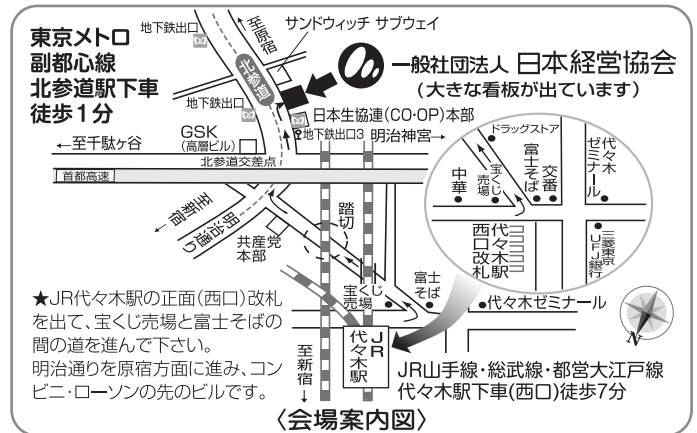 東京メトロ
副都心線
北参道駅下車
徒歩1分
地下鉄出口
至原宿
サンドウィッチ サブウェイ
北参道
一般社団法人 日本経営協会
(大きな看板が出ています)
地下鉄出口
日本生協連(CO・OP)本部
地下鉄出口3
明治神宮→
←至千駄ケ谷
GSK
(高層ビル)
北参道交差点
首都高速
至新宿
明治通り
共産党
本部
踏切
ドラッグストア
中華
宝くじ
売場
富士そば
交番
代々木
ゼミナール
代々木駅
西口改札
三菱東京
UFJ銀行
宝くじ
売場
富士
そば
代々木ゼミナール
N
★JR代々木駅の正面(西口)改札
を出て、宝くじ売場と富士そばの
間の道を進んで下さい。
明治通りを原宿方面に進み、コン
ビニ・ローソンの先のビルです。
至新宿
JR
代々木駅
JR山手線・総武線・都営大江戸線
代々木駅下車(西口)徒歩7分
〈会場案内図〉